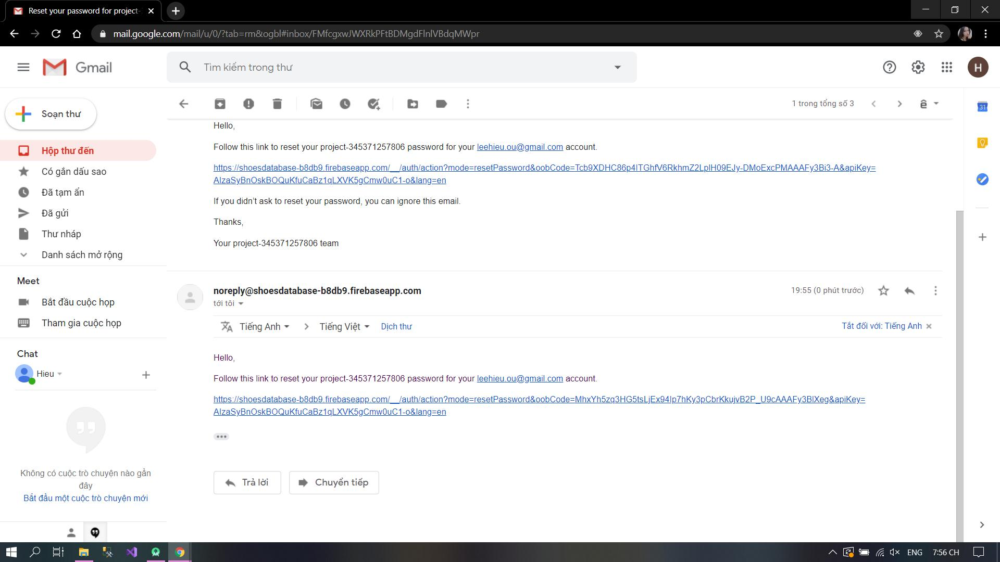 Reset your password for project-
mail.google.com/mail/u/0/?tab=rm&ogbl#inbox/FMfcgxwJWXRkPFtBDMgdFlnlVBdqMWpr
Gmail
Tìm kiếm trong thư
H
Soạn thư
1 trong tổng số 3
ê
31
Hộp thư đến
Có gắn dấu sao
Đã tạm ẩn
Đã gửi
Thư nháp
Danh sách mở rộng
Meet
Bắt đầu cuộc họp
Tham gia cuộc họp
Chat
Hieu
Không có cuộc trò chuyện nào gần
đây
Bắt đầu một cuộc trò chuyện mới
Hello,
Follow this link to reset your project-345371257806 password for your leehieu.ou@gmail.com account.
https://shoesdatabase-b8db9.firebaseapp.com/__/auth/action?mode=resetPassword&oobCode=Tcb9XDHC86p4ITGhfV6RkhmZ2LplH09EJy-DMoExcPMAAAFy3Bi3-A&apiKey=
AIzaSyBnOskBOQuKfuCaBz1qLXVK5gCmw0uC1-o&lang=en
If you didn’t ask to reset your password, you can ignore this email.
Thanks,
Your project-345371257806 team
noreply@shoesdatabase-b8db9.firebaseapp.com
19:55 (0 phút trước)
tới tôi
Tiếng Anh
Tiếng Việt
Dịch thư
Tắt đối với: Tiếng Anh
Hello,
Follow this link to reset your project-345371257806 password for your leehieu.ou@gmail.com account.
https://shoesdatabase-b8db9.firebaseapp.com/__/auth/action?mode=resetPassword&oobCode=MhxYh5zq3HG5tsLjEx94Ip7hKy3pCbrKkujvB2P_U9cAAAFy3BlXeg&apiKey=
AIzaSyBnOskBOQuKfuCaBz1qLXVK5gCmw0uC1-o&lang=en
Trả lời
Chuyển tiếp
ENG
7:56 CH